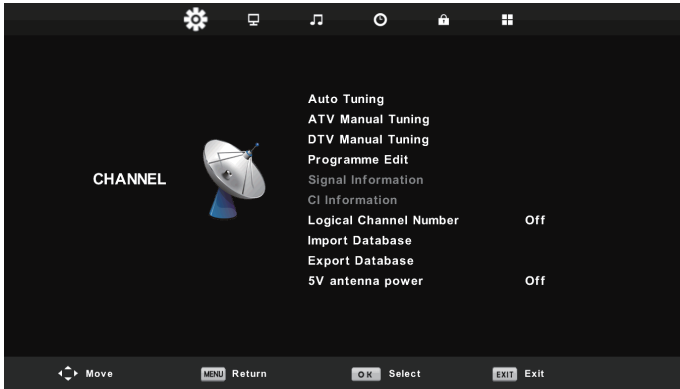 Auto Tuning
ATV Manual Tuning
DTV Manual Tuning
Programme Edit
CHANNEL
Signal Information
CI Information
Logical Channel Number Off
Import Database
Export Database
5V antenna power Off
Move MENU Return OK Select EXIT Exit